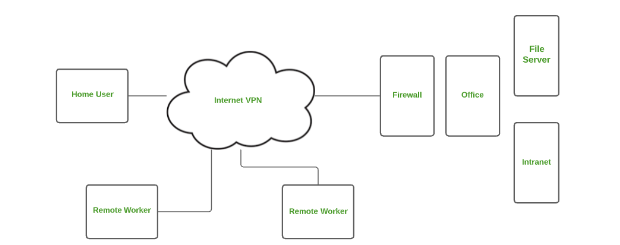 File
Server
Home User
Internet VPN
Firewall
Office
Intranet
Remote Worker
Remote Worker